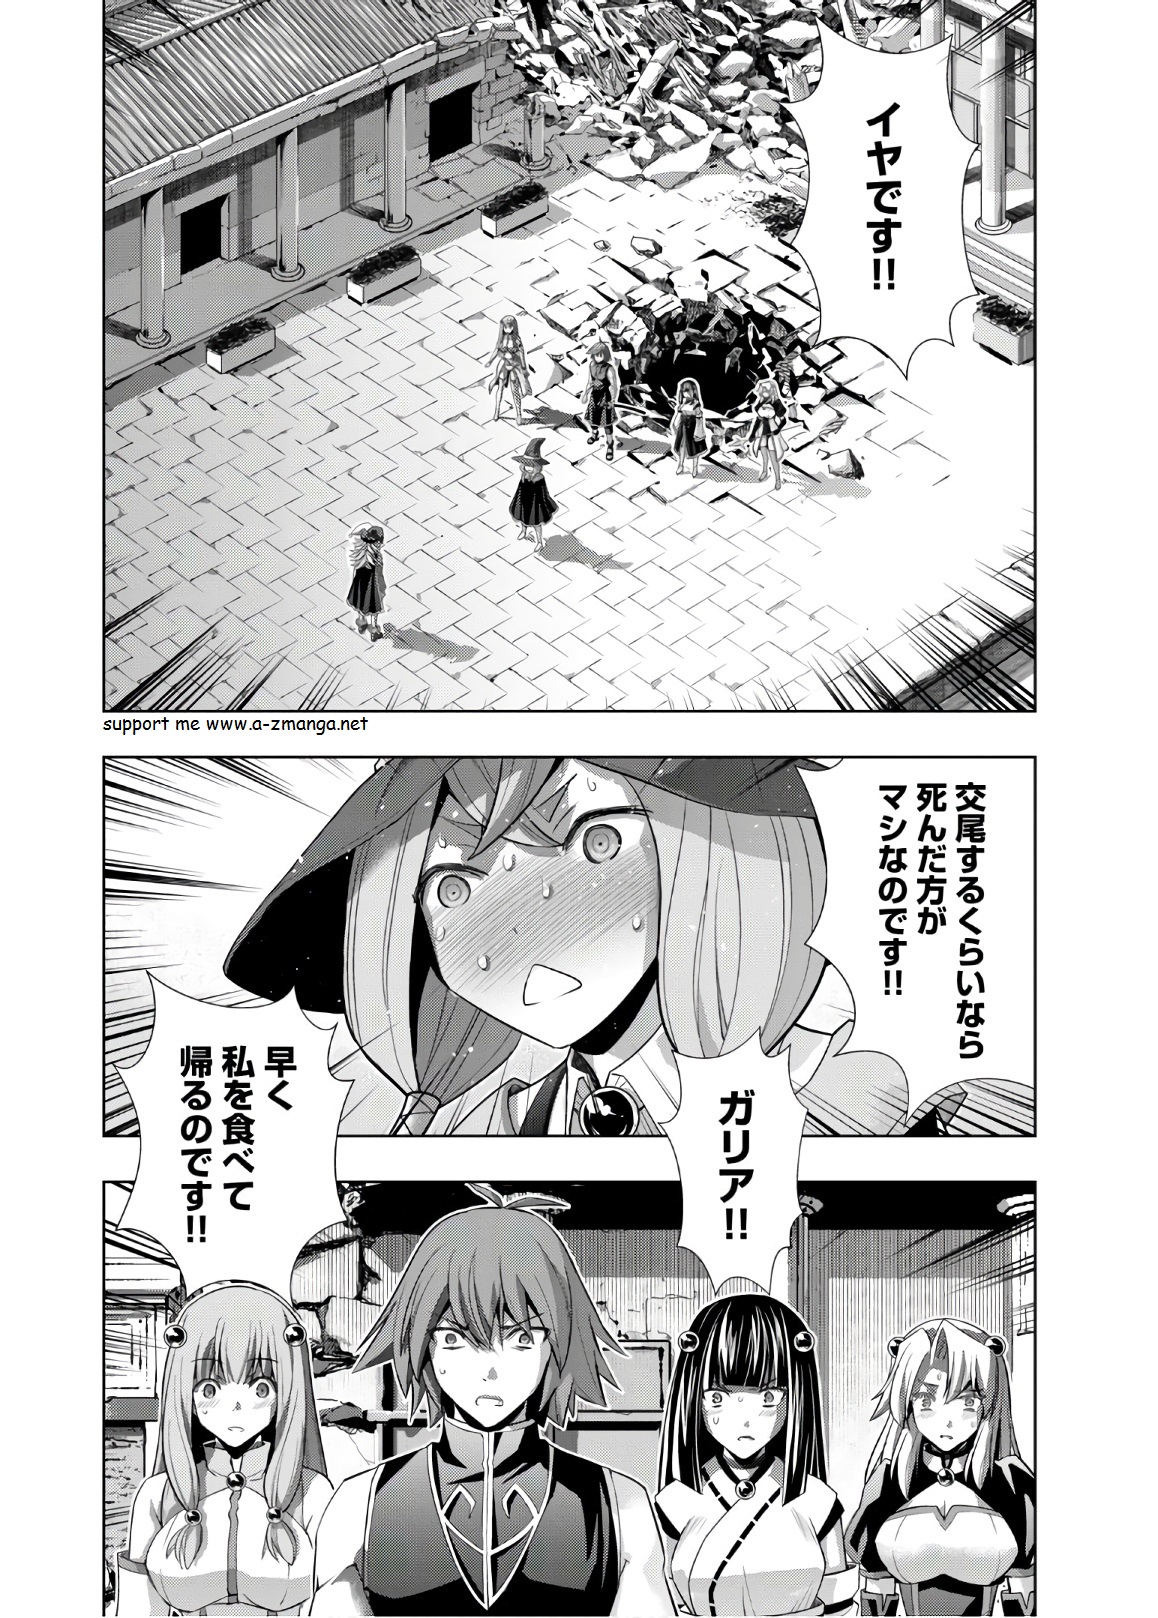 イヤです!!
support me www.a-zmanga.net
交尾するくらいなら
死んだ方が
マシなのです!!
ガリア!!
早く
私を食べて
帰るのです!!